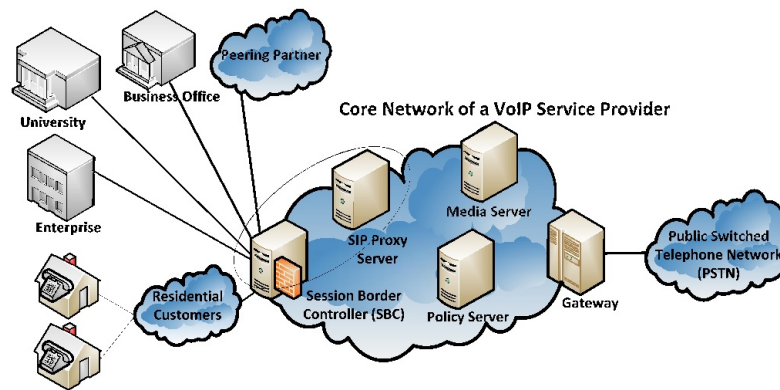 Peering Partner
Business Office
University
Core Network of a VoIP Service Provider
Enterprise
SIP Proxy
Server
Media Server
Public Switched
Telephone Network
(PSTN)
Residential
Customers
Session Border
Controller (SBC)
Policy Server
Gateway